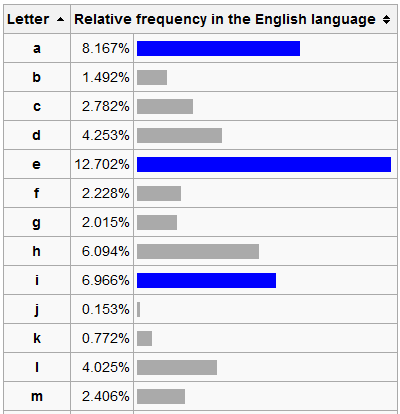 Letter Relative frequency in the English language
a 8.167%
b 1.492%
c 2.782%
d 4.253%
e 12.702%
f 2.228%
g 2.015%
h 6.094%
i 6.966%
j 0.153%
k 0.772%
l 4.025%
m 2.406%